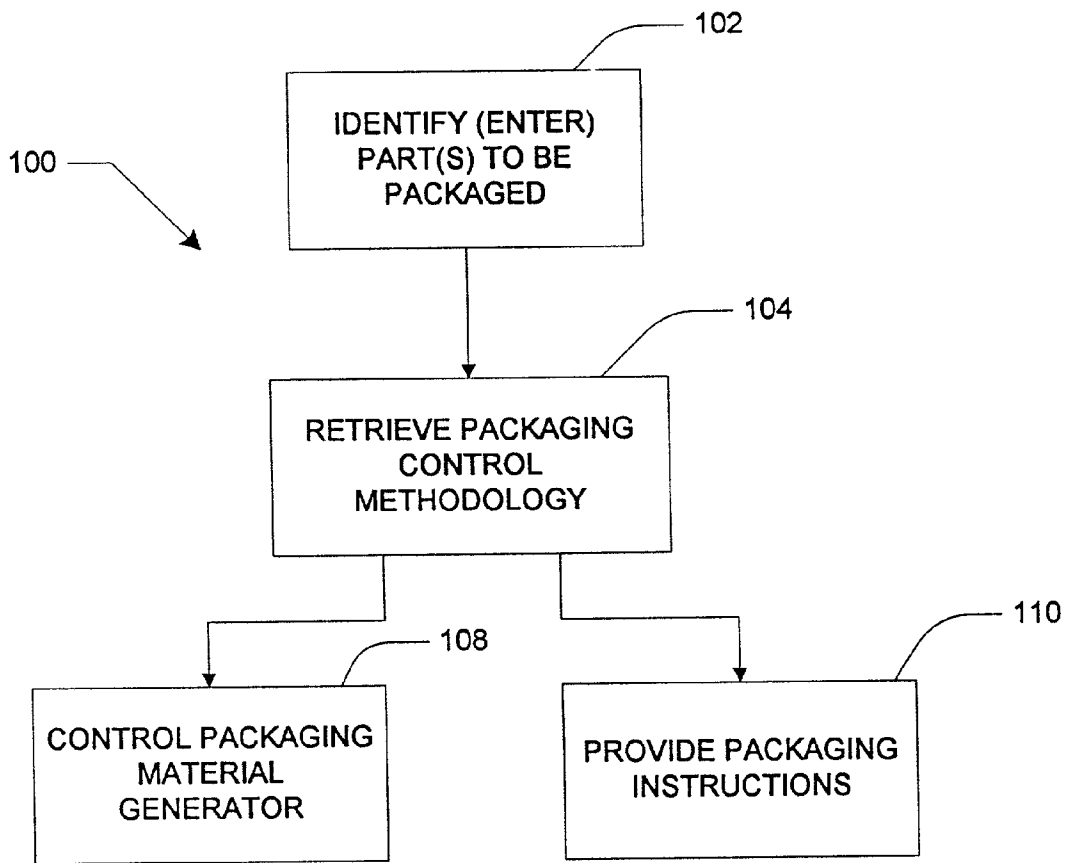 102
IDENTIFY (ENTER)
PART(S) TO BE
PACKAGED
100
104
RETRIEVE PACKAGING
CONTROL
METHODOLOGY
108
CONTROL PACKAGING
MATERIAL
GENERATOR
110
PROVIDE PACKAGING
INSTRUCTIONS